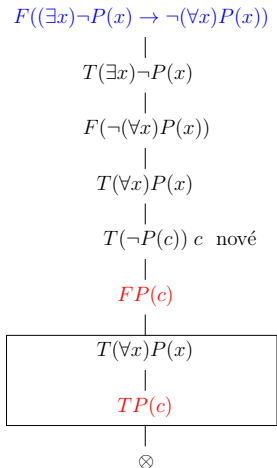 F((∃x)¬P(x) → ¬(∀x)P(x))
T(∃x)¬P(x)
F(¬(∀x)P(x))
T(∀x)P(x)
T(¬P(c)) c nové
FP(c)
T(∀x)P(x)
TP(c)
⊗